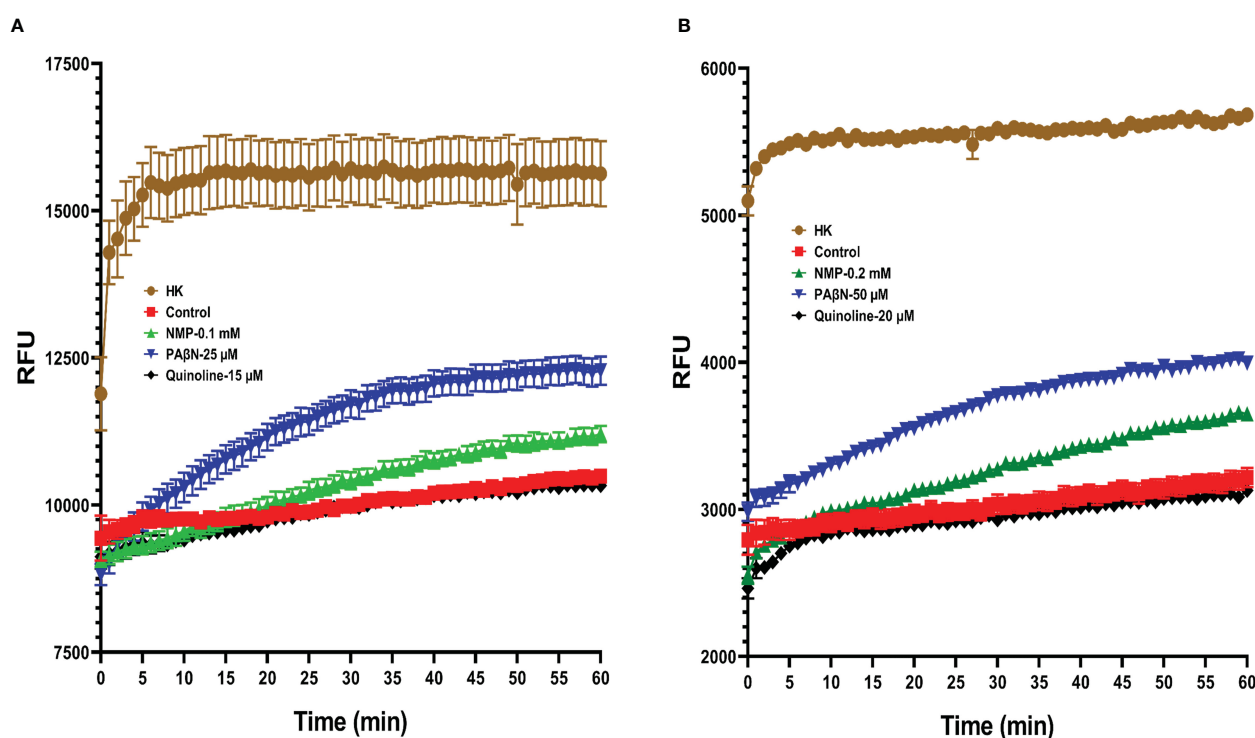 A
17500
15000
12500
10000
7500
RFU
HK
Control
NMP-0.1 mM
PAβN-25 µM
Quinoline-15 µM
0 5 10 15 20 25 30 35 40 45 50 55 60
Time (min)
B
6000
5000
4000
3000
2000
RFU
HK
Control
NMP-0.2 mM
PAβN-50 µM
Quinoline-20 µM
0 5 10 15 20 25 30 35 40 45 50 55 60
Time (min)